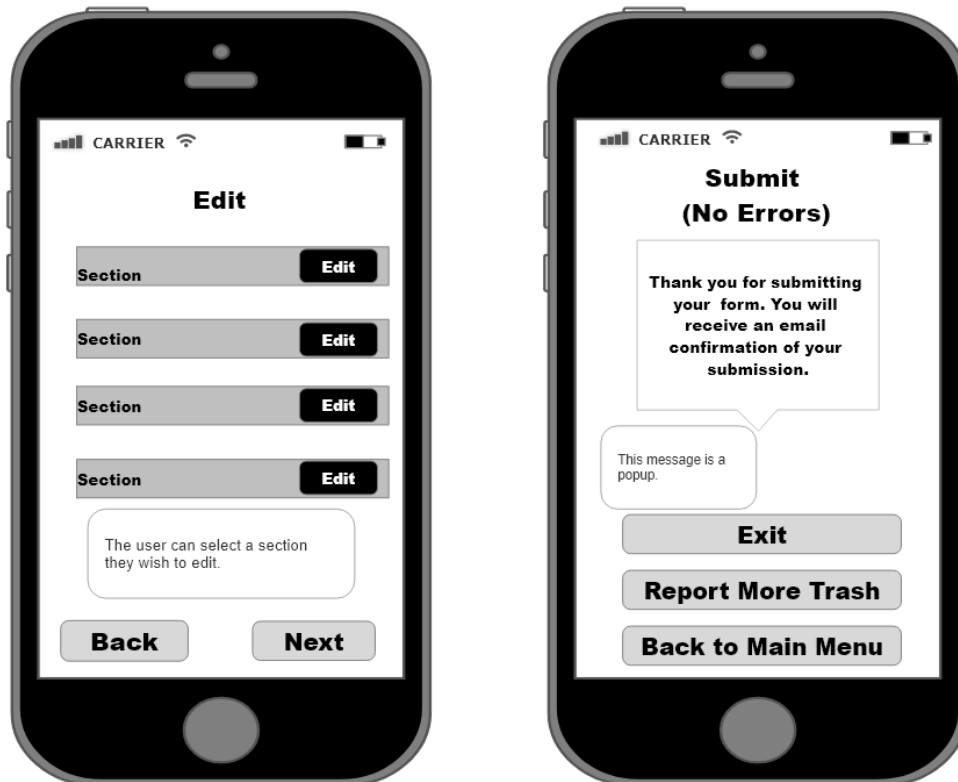 CARRIER
Edit
Section Edit
Section Edit
Section Edit
Section Edit
The user can select a section
they wish to edit.
Back Next
CARRIER
Submit
(No Errors)
Thank you for submitting
your form. You will
receive an email
confirmation of your
submission.
This message is a
popup.
Exit
Report More Trash
Back to Main Menu